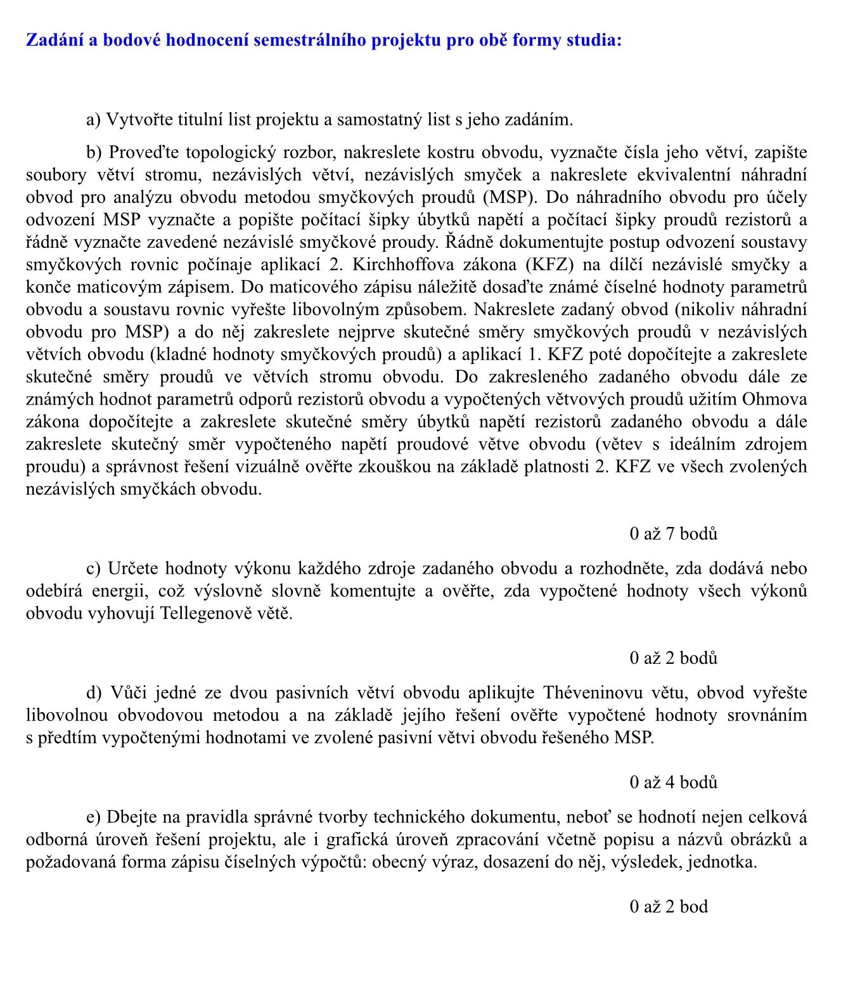 Zadání a bodové hodnocení semestrálního projektu pro obě formy studia:
a) Vytvořte titulní list projektu a samostatný list s jeho zadáním.
b) Proveďte topologický rozbor, nakreslete kostru obvodu, vyznačte čísla jeho větví, zapište
soubory větví stromu, nezávislých větví, nezávislých smyček a nakreslete ekvivalentní náhradní
obvod pro analýzu obvodu metodou smyčkových proudů (MSP). Do náhradního obvodu pro účely
odvození MSP vyznačte a popište počítací šipky úbytků napětí a počítací šipky proudů rezistorů a
řádně vyznačte zavedené nezávislé smyčkové proudy. Řádně dokumentujte postup odvození soustavy
smyčkových rovnic počínaje aplikací 2. Kirchhoffova zákona (KFZ) na dílčí nezávislé smyčky a
konče maticovým zápisem. Do maticového zápisu náležitě dosaďte známé číselné hodnoty parametrů
obvodu a soustavu rovnic vyřešte libovolným způsobem. Nakreslete zadaný obvod (nikoliv náhradní
obvodu pro MSP) a do něj zakreslete nejprve skutečné směry smyčkových proudů v nezávislých
větvích obvodu (kladné hodnoty smyčkových proudů) a aplikací 1. KFZ poté dopočítejte a zakreslete
skutečné směry proudů ve větvích stromu obvodu. Do zakresleného zadaného obvodu dále ze
známých hodnot parametrů odporů rezistorů obvodu a vypočtených větvových proudů užitím Ohmova
zákona dopočítejte a zakreslete skutečné směry úbytků napětí rezistorů zadaného obvodu a dále
zakreslete skutečný směr vypočteného napětí proudové větve obvodu (větev s ideálním zdrojem
proudu) a správnost řešení vizuálně ověřte zkouškou na základě platnosti 2. KFZ ve všech zvolených
nezávislých smyčkách obvodu.
0 až 7 bodů
c) Určete hodnoty výkonu každého zdroje zadaného obvodu a rozhodněte, zda dodává nebo
odebírá energii, což výslovně slovně komentujte a ověřte, zda vypočtené hodnoty všech výkonů
obvodu vyhovují Tellegenově větě.
0 až 2 bodů
d) Vůči jedné ze dvou pasivních větví obvodu aplikujte Théveninovu větu, obvod vyřešte
libovolnou obvodovou metodou a na základě jejího řešení ověřte vypočtené hodnoty srovnáním
s předtím vypočtenými hodnotami ve zvolené pasivní větvi obvodu řešeného MSP.
0 až 4 bodů
e) Dbejte na pravidla správné tvorby technického dokumentu, neboť se hodnotí nejen celková
odborná úroveň řešení projektu, ale i grafická úroveň zpracování včetně popisu a názvů obrázků a
požadovaná forma zápisu číselných výpočtů: obecný výraz, dosazení do něj, výsledek, jednotka.
0 až 2 bod